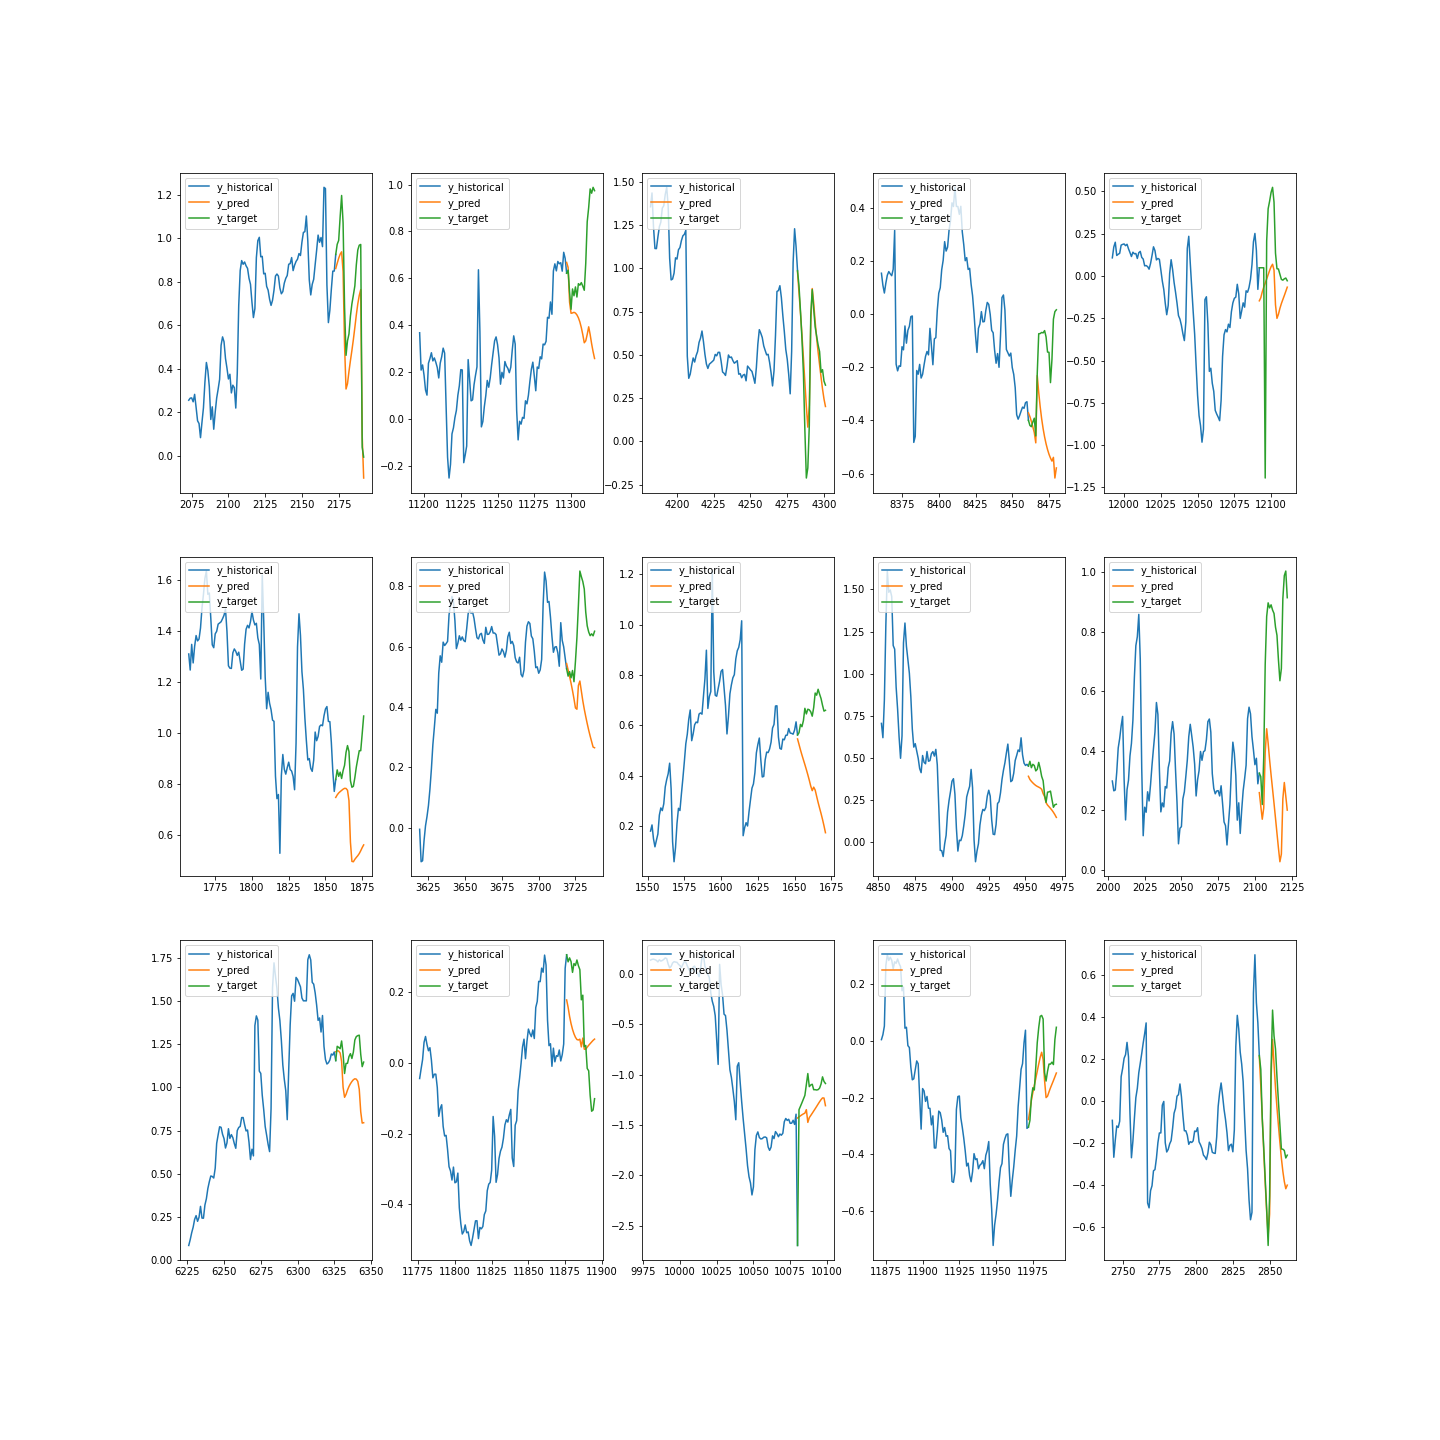 y_historical
y_pred
y_target
1.2
1.0
0.8
0.6
0.4
0.2
0.0
2075 2100 2125 2150 2175
y_historical
y_pred
y_target
1.0
0.8
0.6
0.4
0.2
0.0
−0.2
11200 11225 11250 11275 11300
y_historical
y_pred
y_target
1.50
1.25
1.00
0.75
0.50
0.25
0.00
−0.25
4200 4225 4250 4275 4300
y_historical
y_pred
y_target
0.4
0.2
0.0
−0.2
−0.4
−0.6
8375 8400 8425 8450 8475
y_historical
y_pred
y_target
0.50
0.25
0.00
−0.25
−0.50
−0.75
−1.00
−1.25
12000 12025 12050 12075 12100
y_historical
y_pred
y_target
1.6
1.4
1.2
1.0
0.8
0.6
1775 1800 1825 1850 1875
y_historical
y_pred
y_target
0.8
0.6
0.4
0.2
0.0
3625 3650 3675 3700 3725
y_historical
y_pred
y_target
1.2
1.0
0.8
0.6
0.4
0.2
1550 1575 1600 1625 1650 1675
y_historical
y_pred
y_target
1.50
1.25
1.00
0.75
0.50
0.25
0.00
4850 4875 4900 4925 4950 4975
y_historical
y_pred
y_target
1.0
0.8
0.6
0.4
0.2
0.0
2000 2025 2050 2075 2100 2125
y_historical
y_pred
y_target
1.75
1.50
1.25
1.00
0.75
0.50
0.25
0.00
6225 6250 6275 6300 6325 6350
y_historical
y_pred
y_target
0.2
0.0
−0.2
−0.4
11775 11800 11825 11850 11875 11900
y_historical
y_pred
y_target
0.0
−0.5
−1.0
−1.5
−2.0
−2.5
9975 10000 10025 10050 10075 10100
y_historical
y_pred
y_target
0.2
0.0
−0.2
−0.4
−0.6
11875 11900 11925 11950 11975
y_historical
y_pred
y_target
0.6
0.4
0.2
0.0
−0.2
−0.4
−0.6
2750 2775 2800 2825 2850